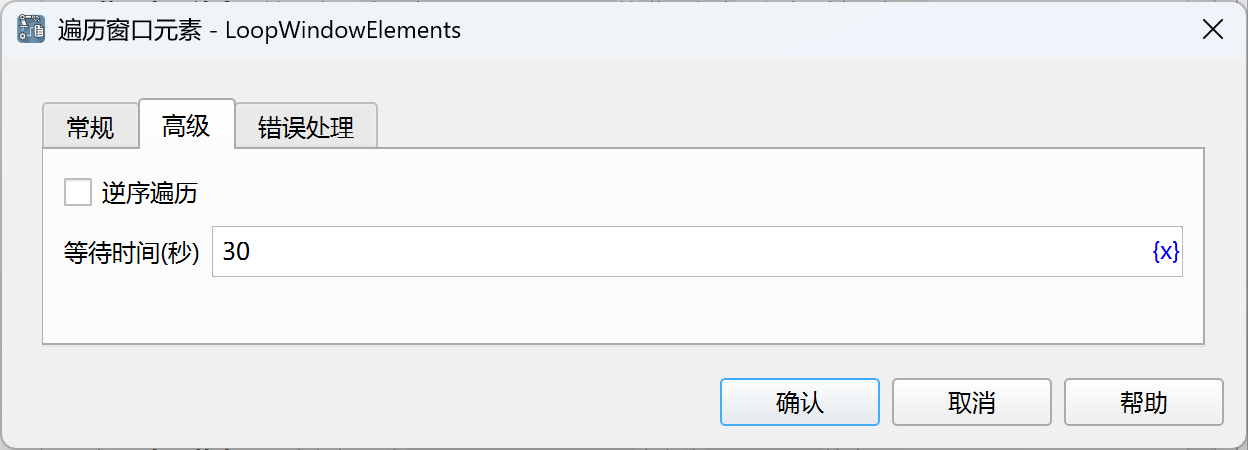 遍历窗口元素 - LoopWindowElements
常规 高级 错误处理
逆序遍历
等待时间(秒) 30 {x}
确认 取消 帮助